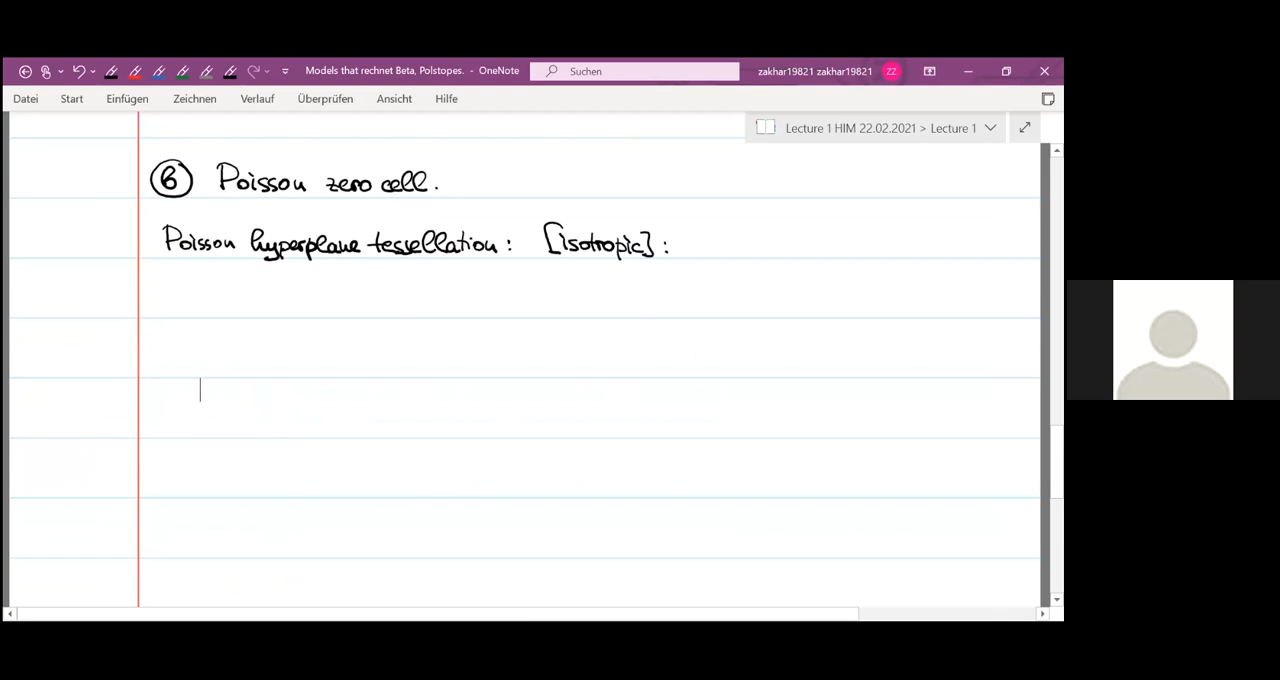 Models that rechnet Beta, Polstopes. - OneNote
Suchen
zakhar19821 zakhar19821
ZZ
Datei Start Einfügen Zeichnen Verlauf Überprüfen Ansicht Hilfe
Lecture 1 HIM 22.02.2021 > Lecture 1
6 Poisson zero cell.
Poisson hyperplane tessellation: [isotropic]: